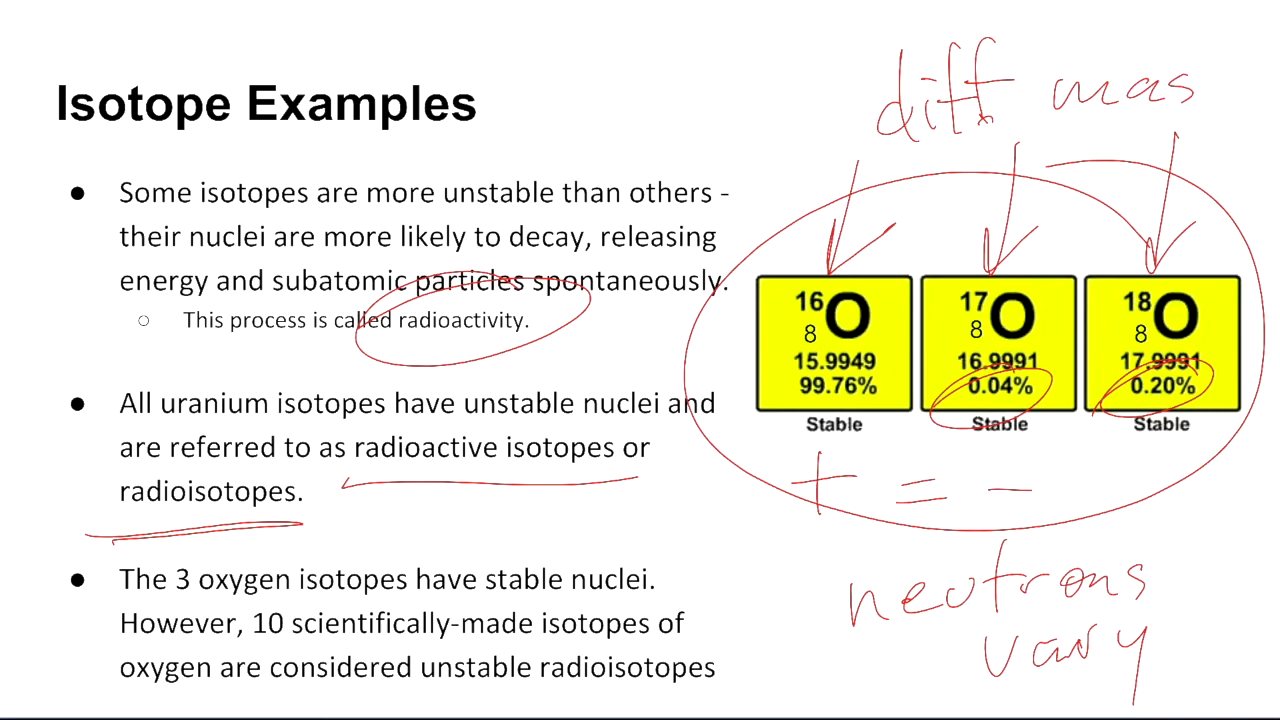 Isotope Examples
● Some isotopes are more unstable than others -
their nuclei are more likely to decay, releasing
energy and subatomic particles spontaneously.
○ This process is called radioactivity.
● All uranium isotopes have unstable nuclei and
are referred to as radioactive isotopes or
radioisotopes.
● The 3 oxygen isotopes have stable nuclei.
However, 10 scientifically-made isotopes of
oxygen are considered unstable radioisotopes
diff. mas
16 8 O
15.9949
99.76%
Stable
17 8 O
16.9991
0.04%
Stable
18 8 O
17.9991
0.20%
Stable
+ = -
neutrons
vary